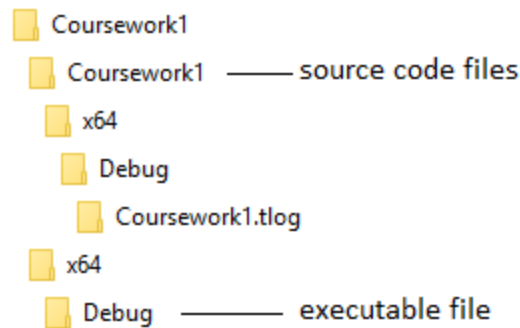 Coursework1
Coursework1 source code files
x64
Debug
Coursework1.tlog
x64
Debug executable file